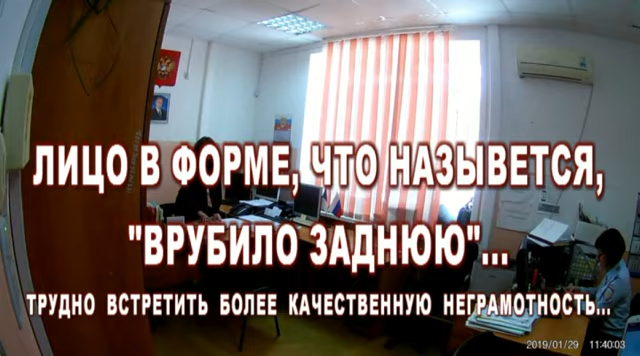 ЛИЦО В ФОРМЕ, ЧТО НАЗЫВЕТСЯ,
"ВРУБИЛО ЗАДНЮЮ"...
ТРУДНО ВСТРЕТИТЬ БОЛЕЕ КАЧЕСТВЕННУЮ НЕГРАМОТНОСТЬ...
2019/01/29 11:40:03